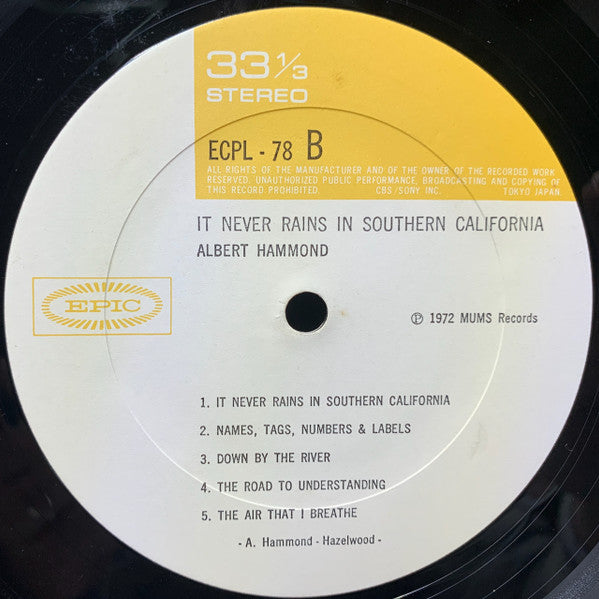 33 1/3
STEREO
ECPL - 78 B
ALL RIGHTS OF THE MANUFACTURER AND OF THE OWNER OF THE RECORDED WORK
RESERVED. UNAUTHORIZED PUBLIC PERFORMANCE, BROADCASTING AND COPYING OF
THIS RECORD PROHIBITED. CBS/SONY INC. TOKYO JAPAN.
IT NEVER RAINS IN SOUTHERN CALIFORNIA
ALBERT HAMMOND
EPIC
℗ 1972 MUMS Records
1. IT NEVER RAINS IN SOUTHERN CALIFORNIA
2. NAMES, TAGS, NUMBERS & LABELS
3. DOWN BY THE RIVER
4. THE ROAD TO UNDERSTANDING
5. THE AIR THAT I BREATHE
- A. Hammond - Hazelwood -